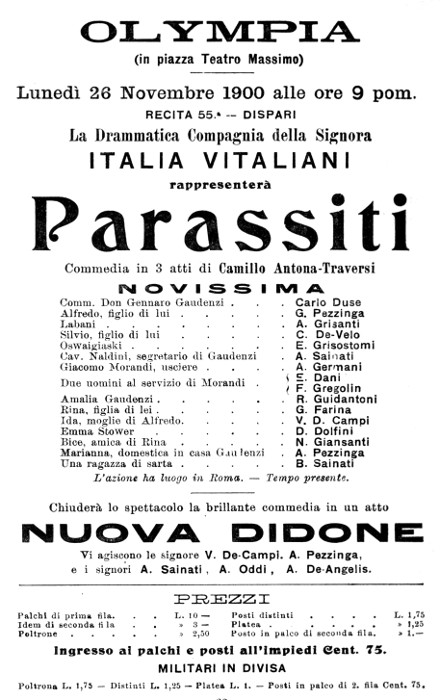 OLYMPIA
(in piazza Teatro Massimo)
Lunedì 26 Novembre 1900 alle ore 9 pom.
RECITA 55.ª -- DISPARI
La Drammatica Compagnia della Signora
ITALIA VITALIANI
rappresenterà
Parassiti
Commedia in 3 atti di Camillo Antona-Traversi
NOVISSIMA
Comm. Don Gennaro Gaudenzi . . . Carlo Duse
Alfredo, figlio di lui . . . . . G. Pezzinga
Labani . . . . . . . A. Grisanti
Silvio, figlio di lui . . . . . C. De-Velo
Oswaigiaski . . . . . . E. Grisostomi
Cav. Naldini, segretario di Gaudenzi . A. Sainati
Giacomo Morandi, usciere . . . . A. Germani
Due uomini al servizio di Morandi . ( E. Dani
( F. Gregolin
Amalia Gaudenzi . . . . . . R. Guidantoni
Rina, figlia di lei . . . . . . G. Farina
Ida, moglie di Alfredo. . . . . V. D. Campi
Emma Stower . . . . . . D. Dolfini
Bice, amica di Rina . . . . . N. Giansanti
Marianna, domestica in casa Gaudenzi . A. Pezzinga
Una ragazza di sarta . . . . . B. Sainati
L'azione ha luogo in Roma. — Tempo presente.
Chiuderà lo spettacolo la brillante commedia in un atto
NUOVA DIDONE
Vi agiscono le signore V. De-Campi. A. Pezzinga,
e i signori A. Sainati, A. Oddi, A. De-Angelis.
PREZZI
Palchi di prima fila. . . L. 10 — Posti distinti . . . . L. 1,75
Idem di seconda fila . . » 3 — Platea . . . . . » 1,25
Poltrone . . . . » 2,50 Posto in palco di seconda fila. . » 1.—
Ingresso ai palchi e posti all'impiedi Cent. 75.
MILITARI IN DIVISA
Poltrona L. 1,75 — Distinti L. 1,25 — Platea L. 1. — Posti in palco di 2. fila Cent. 75.